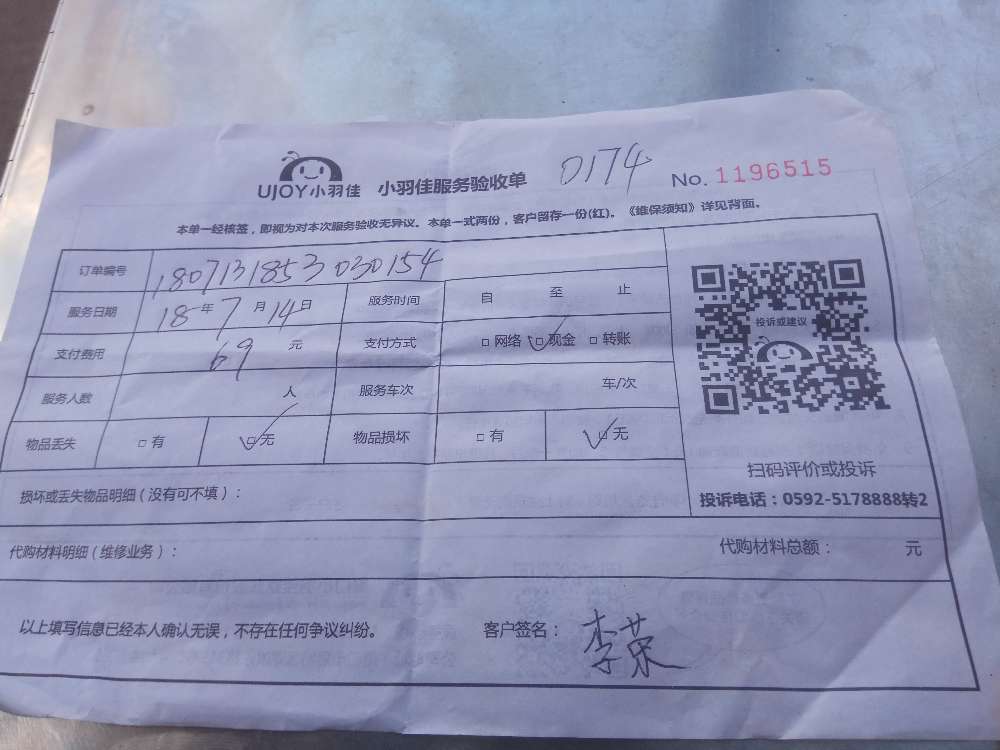 UJOY小羽佳 小羽佳服务验收单 0174 No. 1196515
本单一经核签，即视为对本次服务验收无异议。本单一式两份，客户留存一份(红)。《维保须知》详见背面。
订单编号 1807131853030154
服务日期 18年7月14日 服务时间 自 至 止
投诉或建议
支付费用 69元 支付方式 □网络 ☑现金 □转账
服务人数 人 服务车次 车/次
物品丢失 □有 ☑无 物品损坏 □有 ☑无
扫码评价或投诉
投诉电话：0592-5178888转2
损坏或丢失物品明细（没有可不填）：
代购材料明细（维修业务）： 代购材料总额： 元
以上填写信息已经本人确认无误，不存在任何争议纠纷。 客户签名：李荣